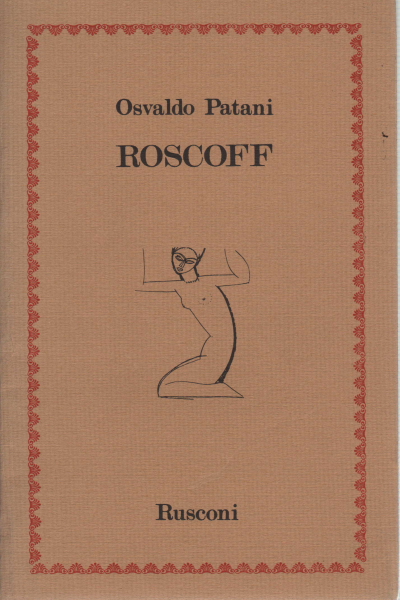 Osvaldo Patani
ROSCOFF
Rusconi